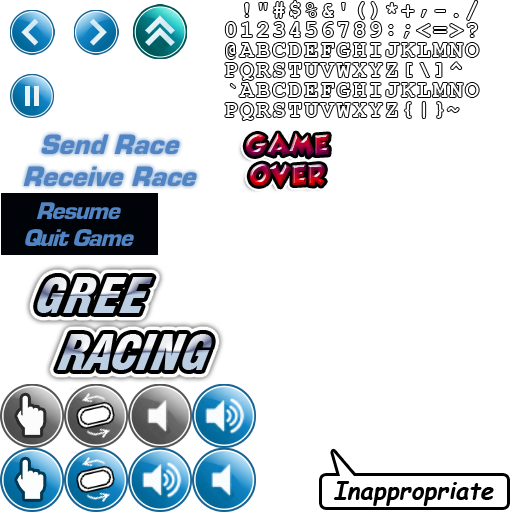 !"#$%&'()*+,-./
0123456789:;<=>?
@ABCDEFGHIJKLMNO
PQRSTUVWXYZ[\]^
`ABCDEFGHIJKLMNO
PQRSTUVWXYZ{|}~
Send Race
Receive Race
GAME
OVER
Resume
Quit Game
GREE
RACING
Inappropriate